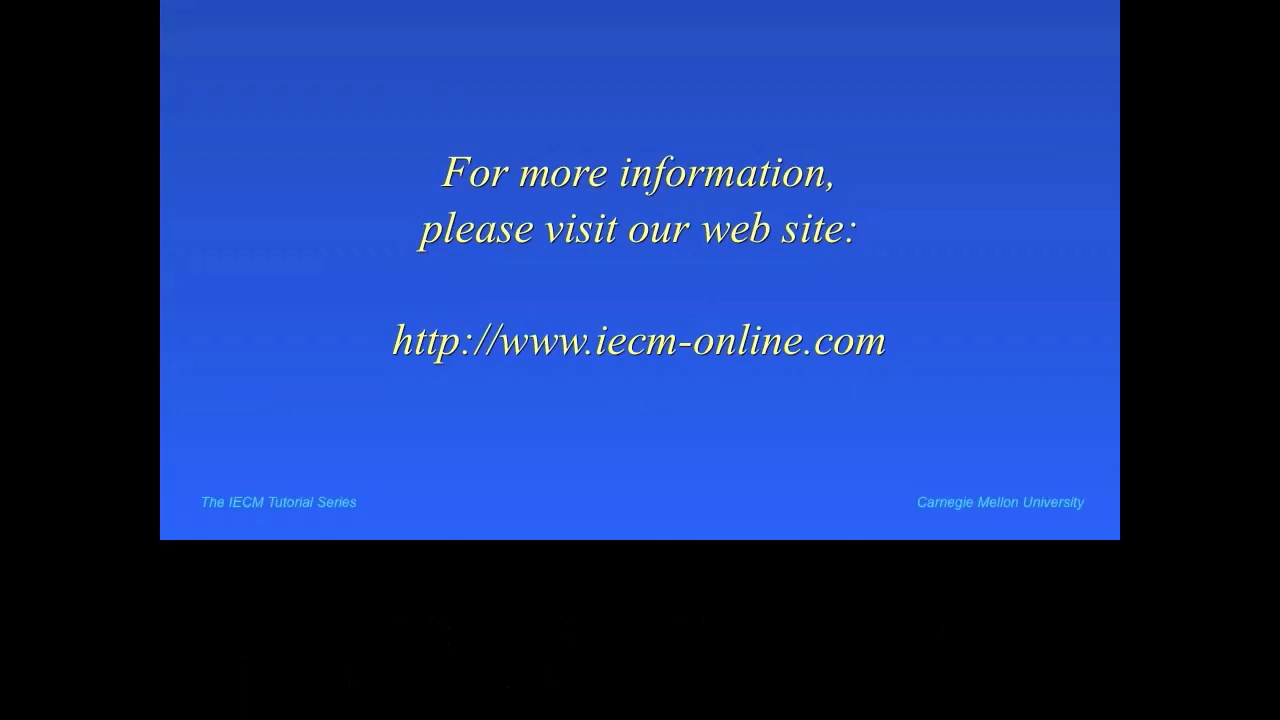 For more information,
please visit our web site:
http://www.iecm-online.com
The IECM Tutorial Series
Carnegie Mellon University